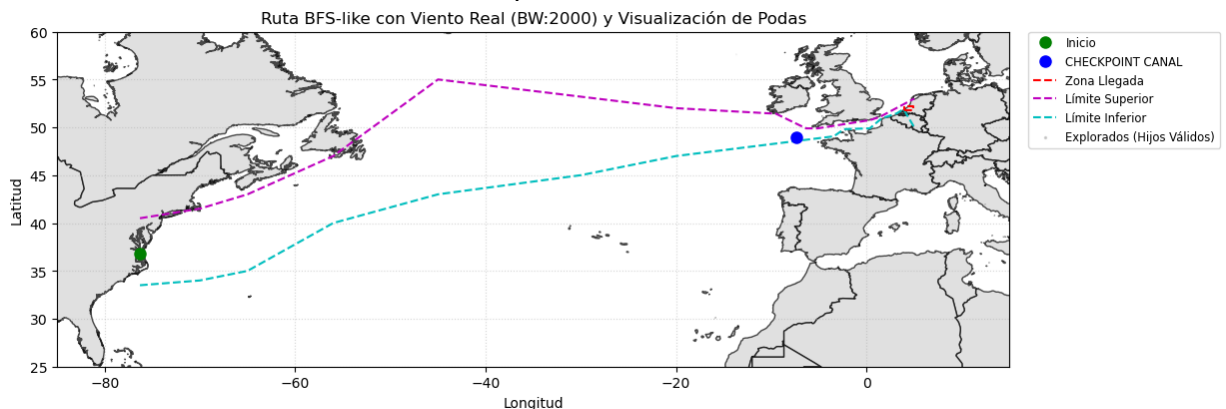 Ruta BFS-like con Viento Real (BW:2000) y Visualización de Podas
Inicio
CHECKPOINT CANAL
Zona Llegada
Límite Superior
Límite Inferior
Explorados (Hijos Válidos)
Latitud
60
55
50
45
40
35
30
25
−80
−60
−40
−20
0
Longitud